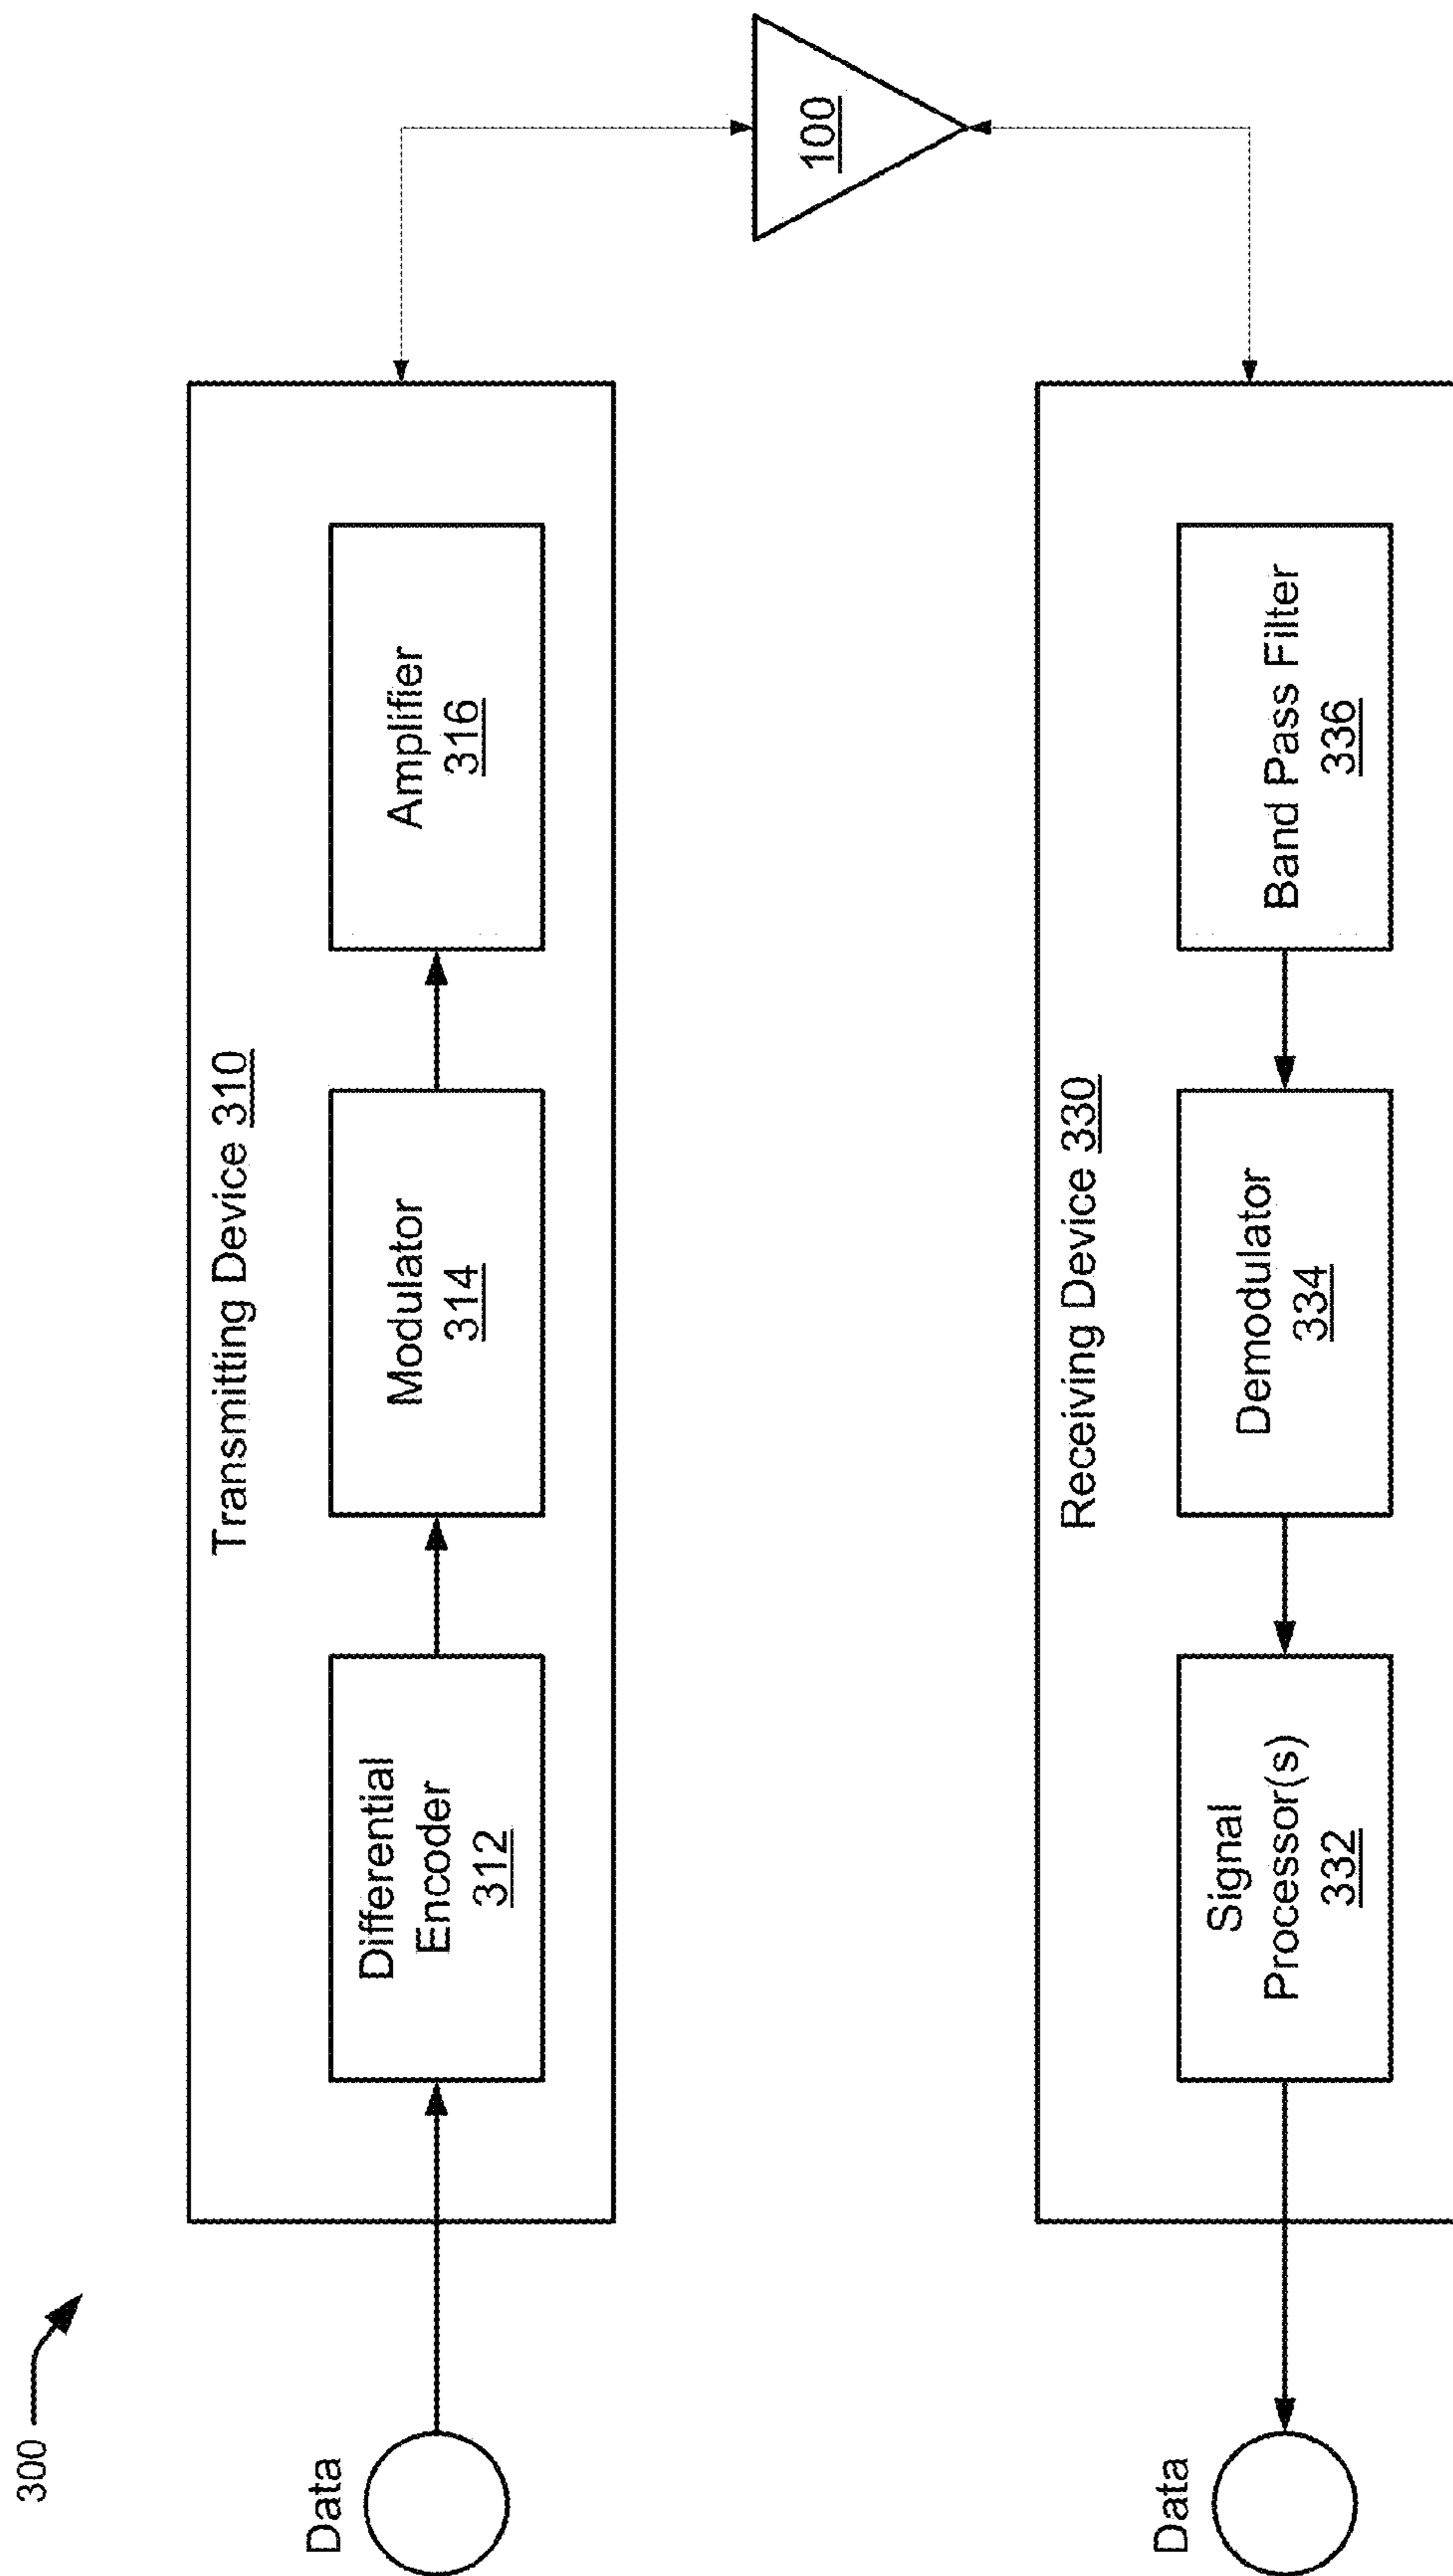 300
Transmitting Device 310
Data
Differential
Encoder
312
Modulator
314
Amplifier
316
100
Receiving Device 330
Data
Signal
Processor(s)
332
Demodulator
334
Band Pass Filter
336